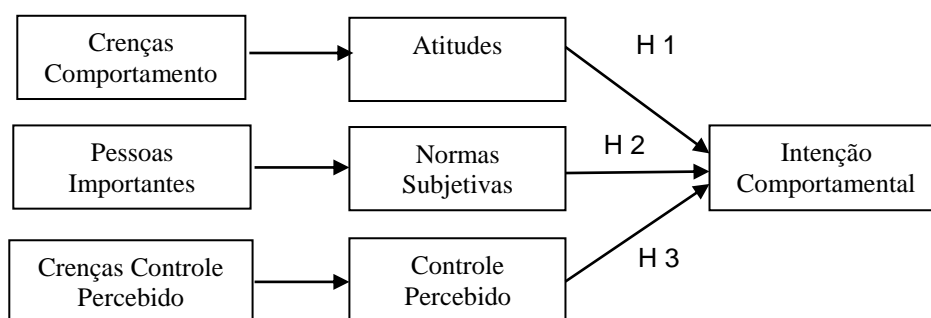 Crenças
Comportamento
Atitudes
H 1
Pessoas
Importantes
Normas
Subjetivas
H 2
Intenção
Comportamental
Crenças Controle
Percebido
Controle
Percebido
H 3